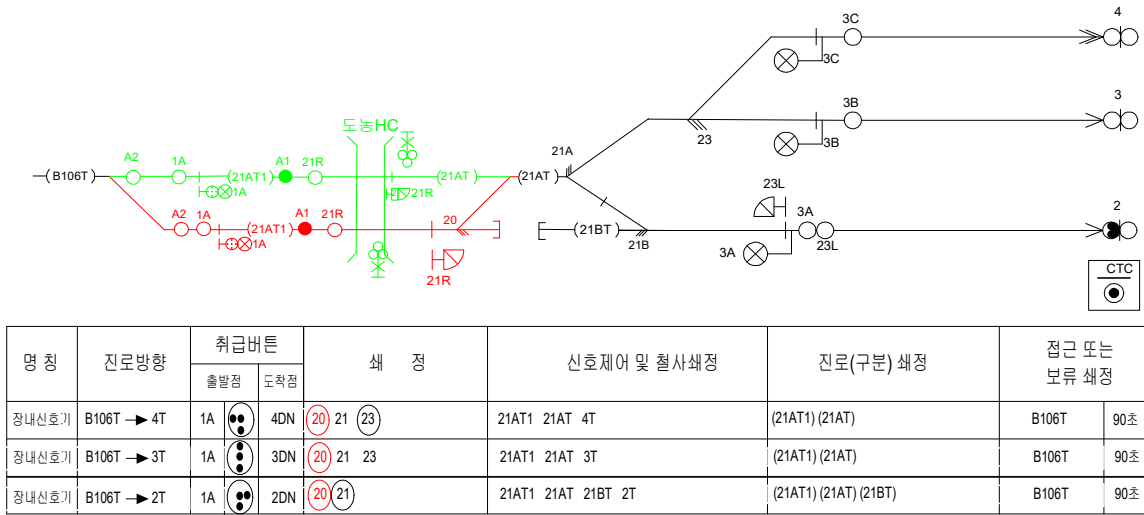 4
3C
3C
3
3B
3B
23
도농HC
21A
A2 1A (21AT1) A1 21R (21AT) (21AT)
(B106T)
1A 21R
A2 1A (21AT1) A1 21R 20
1A
21R
(21BT) 21B
23L
3A
23L
3A
2
CTC
명 칭 진로방향 취급버튼 쇄 정 신호제어 및 철사쇄정 진로(구분) 쇄정 접근 또는
보류 쇄정
출발점 도착점
장내신호기 B106T 4T 1A 4DN 20 21 23 21AT1 21AT 4T (21AT1) (21AT) B106T 90초
장내신호기 B106T 3T 1A 3DN 20 21 23 21AT1 21AT 3T (21AT1) (21AT) B106T 90초
장내신호기 B106T 2T 1A 2DN 20 21 21AT1 21AT 21BT 2T (21AT1) (21AT) (21BT) B106T 90초